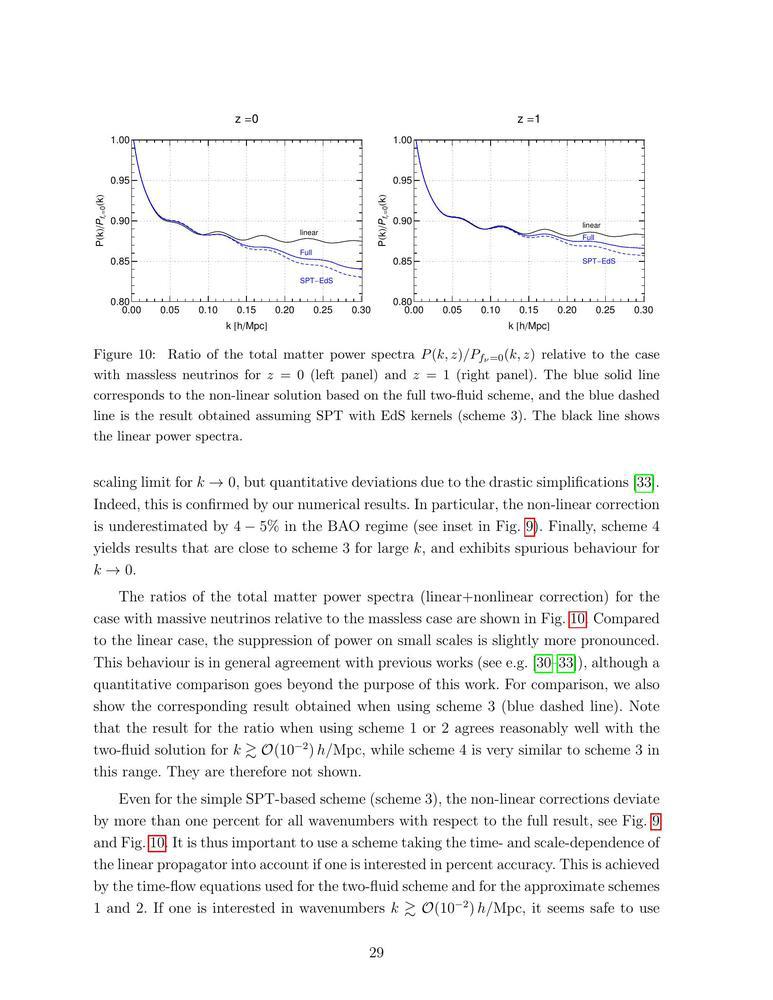 z =0
z =1
1.00
0.95
0.90
0.85
0.80
P(k)/P_{f_ν=0}(k)
linear
Full
SPT−EdS
0.00 0.05 0.10 0.15 0.20 0.25 0.30
k [h/Mpc]
1.00
0.95
0.90
0.85
0.80
P(k)/P_{f_ν=0}(k)
linear
Full
SPT−EdS
0.00 0.05 0.10 0.15 0.20 0.25 0.30
k [h/Mpc]
Figure 10: Ratio of the total matter power spectra P(k, z)/P_{f_ν=0}(k, z) relative to the case
with massless neutrinos for z = 0 (left panel) and z = 1 (right panel). The blue solid line
corresponds to the non-linear solution based on the full two-fluid scheme, and the blue dashed
line is the result obtained assuming SPT with EdS kernels (scheme 3). The black line shows
the linear power spectra.
scaling limit for k → 0, but quantitative deviations due to the drastic simplifications [33].
Indeed, this is confirmed by our numerical results. In particular, the non-linear correction
is underestimated by 4 − 5% in the BAO regime (see inset in Fig. 9). Finally, scheme 4
yields results that are close to scheme 3 for large k, and exhibits spurious behaviour for
k → 0.
The ratios of the total matter power spectra (linear+nonlinear correction) for the
case with massive neutrinos relative to the massless case are shown in Fig. 10. Compared
to the linear case, the suppression of power on small scales is slightly more pronounced.
This behaviour is in general agreement with previous works (see e.g. [30–33]), although a
quantitative comparison goes beyond the purpose of this work. For comparison, we also
show the corresponding result obtained when using scheme 3 (blue dashed line). Note
that the result for the ratio when using scheme 1 or 2 agrees reasonably well with the
two-fluid solution for k ≳ 𝒪(10⁻²) h/Mpc, while scheme 4 is very similar to scheme 3 in
this range. They are therefore not shown.
Even for the simple SPT-based scheme (scheme 3), the non-linear corrections deviate
by more than one percent for all wavenumbers with respect to the full result, see Fig. 9
and Fig. 10. It is thus important to use a scheme taking the time- and scale-dependence of
the linear propagator into account if one is interested in percent accuracy. This is achieved
by the time-flow equations used for the two-fluid scheme and for the approximate schemes
1 and 2. If one is interested in wavenumbers k ≳ 𝒪(10⁻²) h/Mpc, it seems safe to use
29